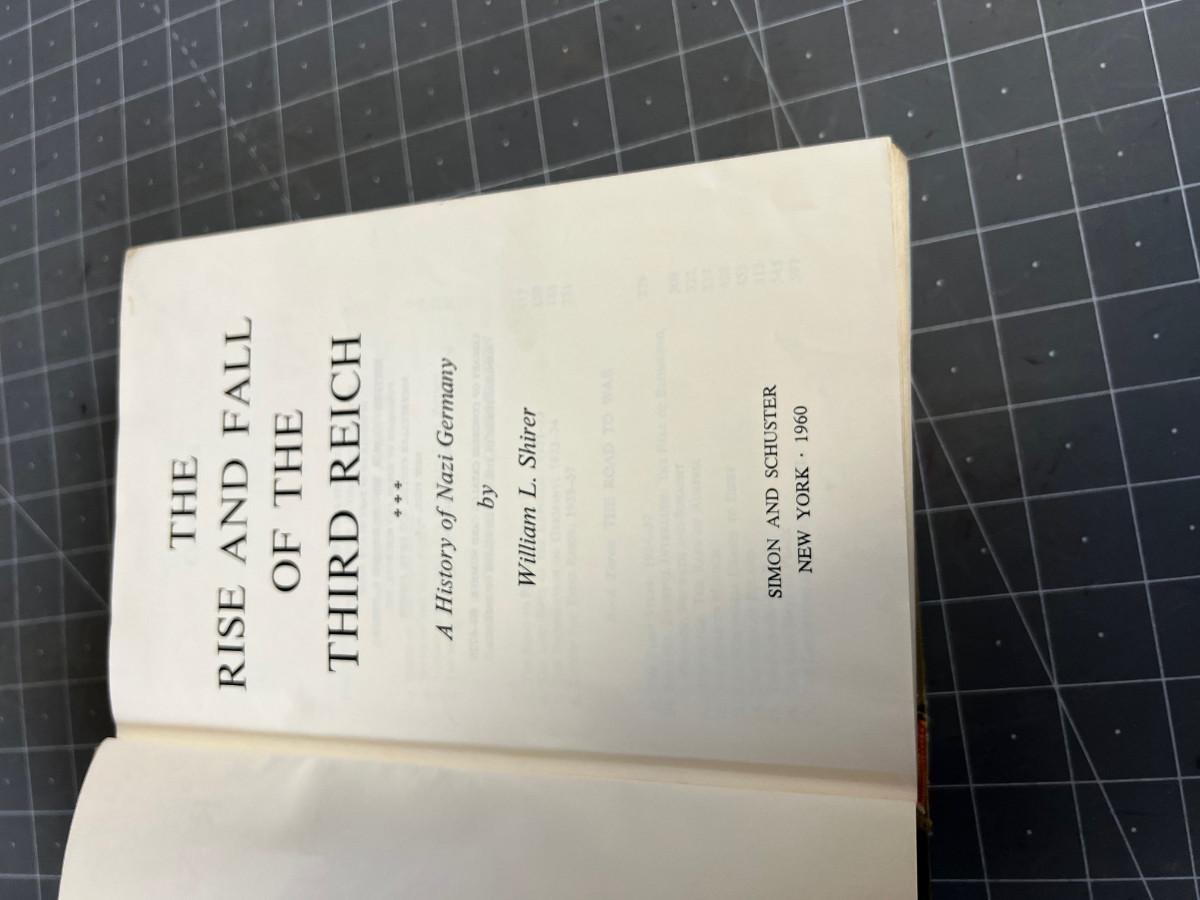 THE
RISE AND FALL
OF THE
THIRD REICH
+++
A History of Nazi Germany
by
William L. Shirer
SIMON AND SCHUSTER
NEW YORK · 1960